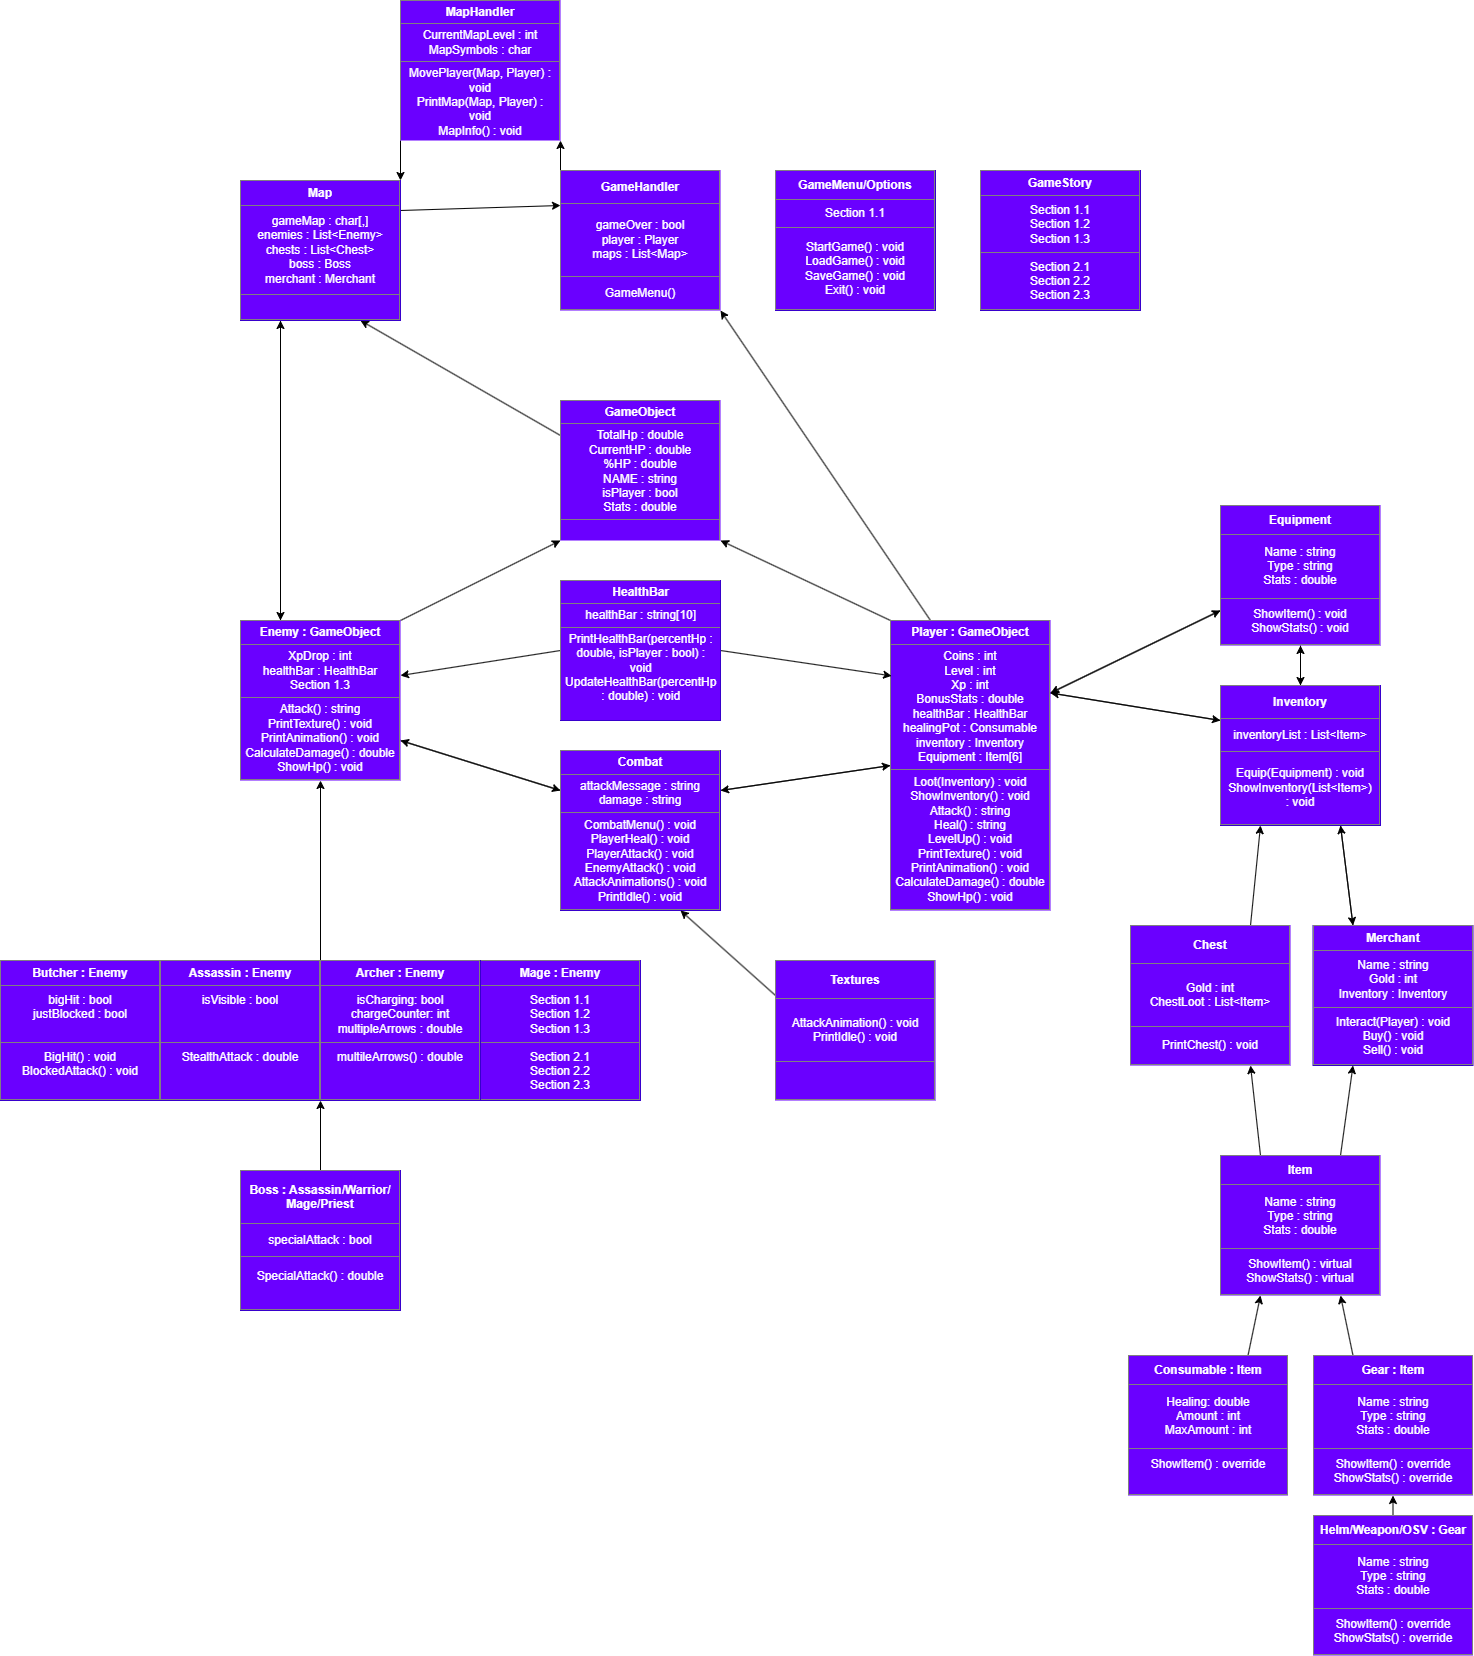 MapHandler
CurrentMapLevel : int
MapSymbols : char
MovePlayer(Map, Player) :
void
PrintMap(Map, Player) :
void
MapInfo() : void
Map
gameMap : char[,]
enemies : List<Enemy>
chests : List<Chest>
boss : Boss
merchant : Merchant
GameHandler
gameOver : bool
player : Player
maps : List<Map>
GameMenu()
GameMenu/Options
Section 1.1
StartGame() : void
LoadGame() : void
SaveGame() : void
Exit() : void
GameStory
Section 1.1
Section 1.2
Section 1.3
Section 2.1
Section 2.2
Section 2.3
GameObject
TotalHp : double
CurrentHP : double
%HP : double
NAME : string
isPlayer : bool
Stats : double
HealthBar
healthBar : string[10]
PrintHealthBar(percentHp :
double, isPlayer : bool) :
void
UpdateHealthBar(percentHp
: double) : void
Enemy : GameObject
XpDrop : int
healthBar : HealthBar
Section 1.3
Attack() : string
PrintTexture() : void
PrintAnimation() : void
CalculateDamage() : double
ShowHp() : void
Combat
attackMessage : string
damage : string
CombatMenu() : void
PlayerHeal() : void
PlayerAttack() : void
EnemyAttack() : void
AttackAnimations() : void
PrintIdle() : void
Player : GameObject
Coins : int
Level : int
Xp : int
BonusStats : double
healthBar : HealthBar
healingPot : Consumable
inventory : Inventory
Equipment : Item[6]
Loot(Inventory) : void
ShowInventory() : void
Attack() : string
Heal() : string
LevelUp() : void
PrintTexture() : void
PrintAnimation() : void
CalculateDamage() : double
ShowHp() : void
Equipment
Name : string
Type : string
Stats : double
ShowItem() : void
ShowStats() : void
Inventory
inventoryList : List<Item>
Equip(Equipment) : void
ShowInventory(List<Item>)
: void
Chest
Gold : int
ChestLoot : List<Item>
PrintChest() : void
Merchant
Name : string
Gold : int
Inventory : Inventory
Interact(Player) : void
Buy() : void
Sell() : void
Butcher : Enemy
bigHit : bool
justBlocked : bool
BigHit() : void
BlockedAttack() : void
Assassin : Enemy
isVisible : bool
StealthAttack : double
Archer : Enemy
isCharging: bool
chargeCounter: int
multipleArrows : double
multileArrows() : double
Mage : Enemy
Section 1.1
Section 1.2
Section 1.3
Section 2.1
Section 2.2
Section 2.3
Textures
AttackAnimation() : void
PrintIdle() : void
Boss : Assassin/Warrior/
Mage/Priest
specialAttack : bool
SpecialAttack() : double
Item
Name : string
Type : string
Stats : double
ShowItem() : virtual
ShowStats() : virtual
Consumable : Item
Healing: double
Amount : int
MaxAmount : int
ShowItem() : override
Gear : Item
Name : string
Type : string
Stats : double
ShowItem() : override
ShowStats() : override
Helm/Weapon/OSV : Gear
Name : string
Type : string
Stats : double
ShowItem() : override
ShowStats() : override